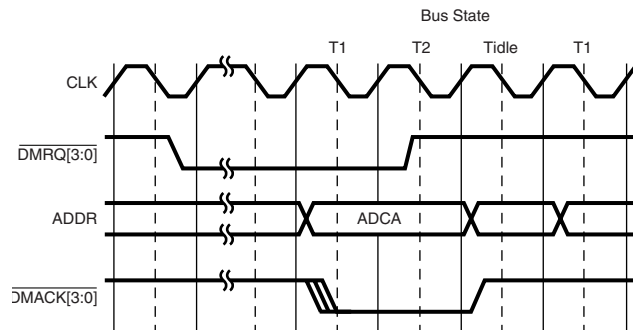 Bus State
T1 T2 Tidle T1
CLK
DMRQ[3:0]
ADDR
ADCA
DMACK[3:0]